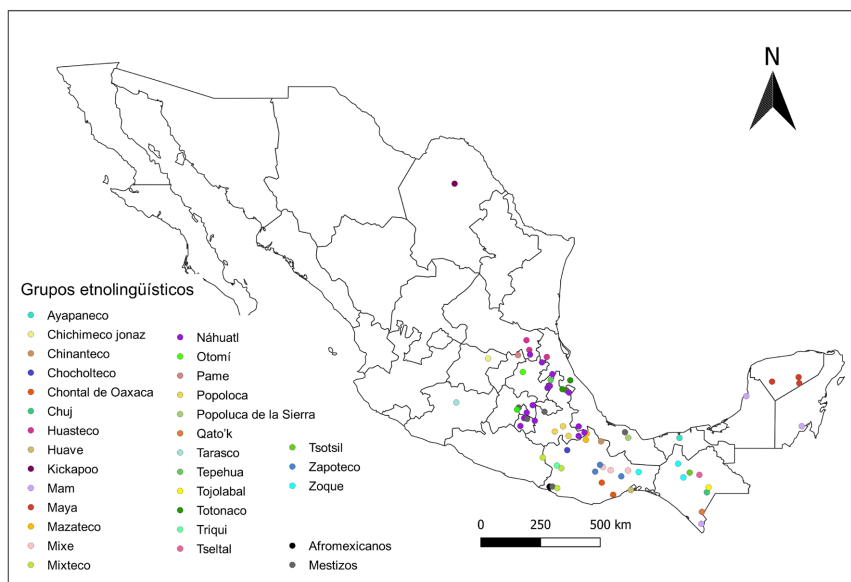 N
Grupos etnolingüísticos
Ayapaneco
Chichimeco jonaz
Chinanteco
Chocholteco
Chontal de Oaxaca
Chuj
Huasteco
Huave
Kickapoo
Mam
Maya
Mazateco
Mixe
Mixteco
Náhuatl
Otomí
Pame
Popoloca
Popoluca de la Sierra
Qato'k
Tarasco
Tepehua
Tojolabal
Totonaco
Triqui
Tseltal
Tsotsil
Zapoteco
Zoque
Afromexicanos
Mestizos
0 250 500 km